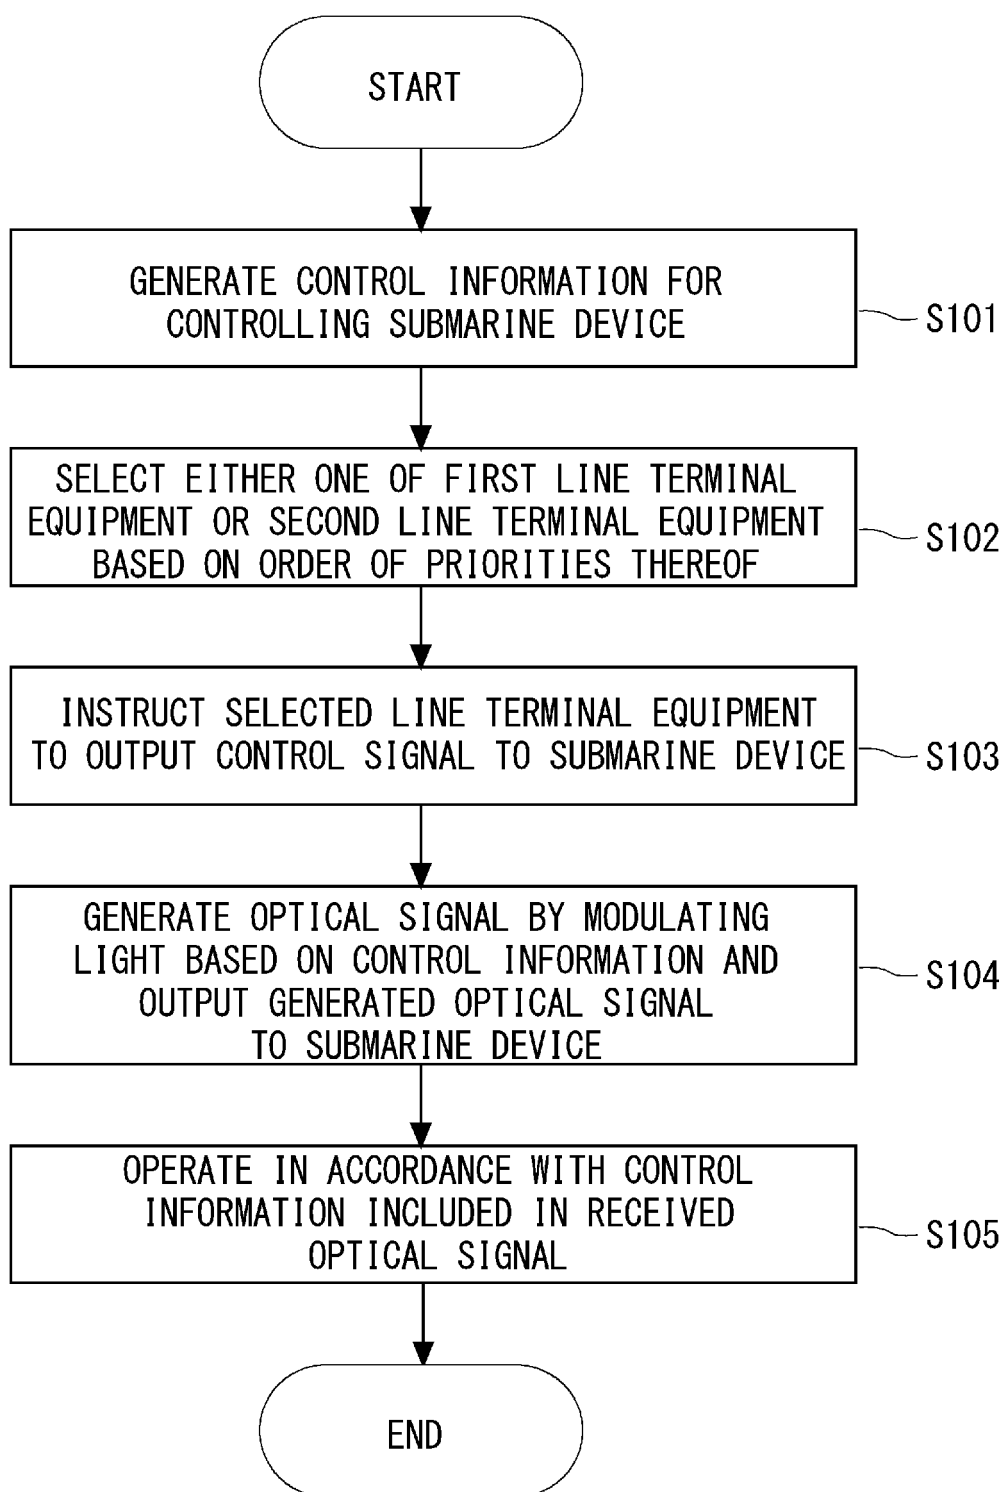 START
GENERATE CONTROL INFORMATION FOR
CONTROLLING SUBMARINE DEVICE
S101
SELECT EITHER ONE OF FIRST LINE TERMINAL
EQUIPMENT OR SECOND LINE TERMINAL EQUIPMENT
BASED ON ORDER OF PRIORITIES THEREOF
S102
INSTRUCT SELECTED LINE TERMINAL EQUIPMENT
TO OUTPUT CONTROL SIGNAL TO SUBMARINE DEVICE
S103
GENERATE OPTICAL SIGNAL BY MODULATING
LIGHT BASED ON CONTROL INFORMATION AND
OUTPUT GENERATED OPTICAL SIGNAL
TO SUBMARINE DEVICE
S104
OPERATE IN ACCORDANCE WITH CONTROL
INFORMATION INCLUDED IN RECEIVED
OPTICAL SIGNAL
S105
END